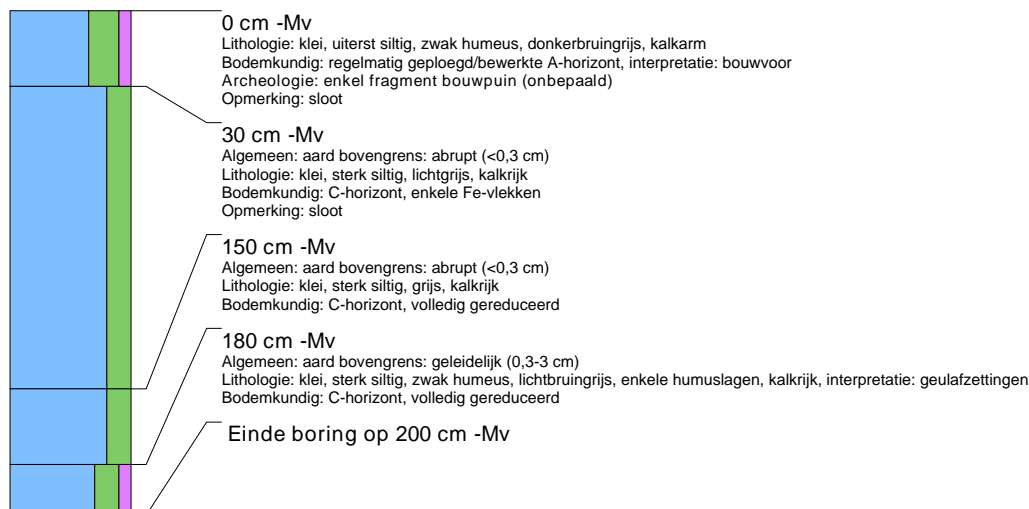 0 cm -Mv
Lithologie: klei, uiterst siltig, zwak humeus, donkerbruingrijs, kalkarm
Bodemkundig: regelmatig geploegd/bewerkte A-horizont, interpretatie: bouwvoor
Archeologie: enkel fragment bouwpuin (onbepaald)
Opmerking: sloot
30 cm -Mv
Algemeen: aard bovengrens: abrupt (<0,3 cm)
Lithologie: klei, sterk siltig, lichtgrijs, kalkrijk
Bodemkundig: C-horizont, enkele Fe-vlekken
Opmerking: sloot
150 cm -Mv
Algemeen: aard bovengrens: abrupt (<0,3 cm)
Lithologie: klei, sterk siltig, grijs, kalkrijk
Bodemkundig: C-horizont, volledig gereduceerd
180 cm -Mv
Algemeen: aard bovengrens: geleidelijk (0,3-3 cm)
Lithologie: klei, sterk siltig, zwak humeus, lichtbruingrijs, enkele humuslagen, kalkrijk, interpretatie: geulafzettingen
Bodemkundig: C-horizont, volledig gereduceerd
Einde boring op 200 cm -Mv